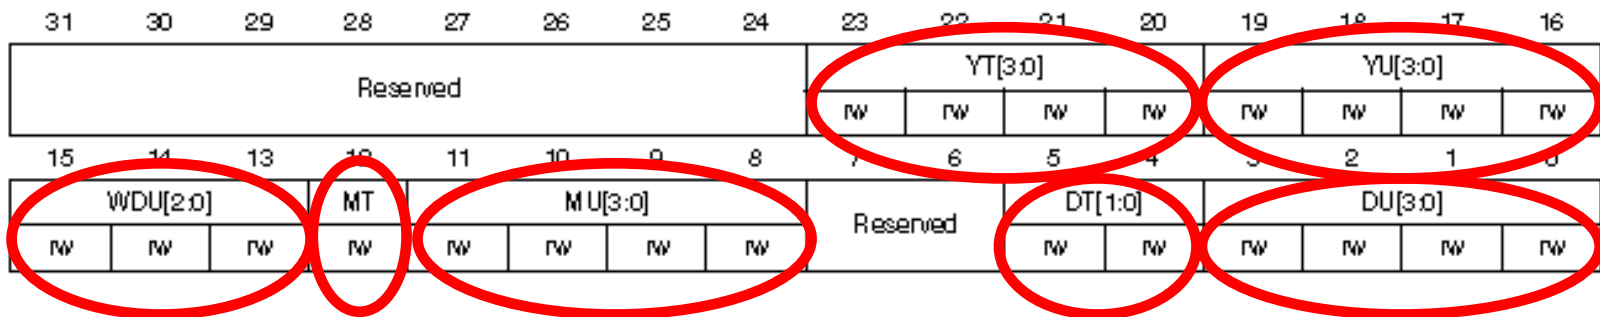 31 30 29 28 27 26 25 24 23 22 21 20 19 18 17 16
Reserved YT[3:0] YU[3:0]
rw rw rw rw rw rw rw rw
15 14 13 12 11 10 9 8 7 6 5 4 3 2 1 0
WDU[2:0] MT MU[3:0] Reserved DT[1:0] DU[3:0]
rw rw rw rw rw rw rw rw rw rw rw rw rw rw